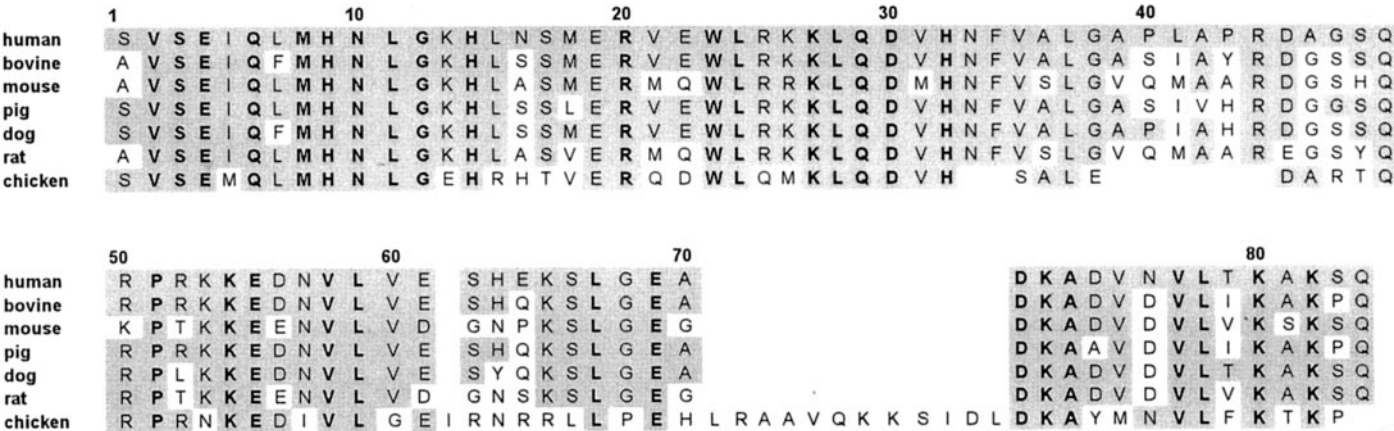 1 10 20 30 40
human S V S E I Q L M H N L G K H L N S M E R V E W L R K K L Q D V H N F V A L G A P L A P R D A G S Q
bovine A V S E I Q F M H N L G K H L S S M E R V E W L R K K L Q D V H N F V A L G A S I A Y R D G S S Q
mouse A V S E I Q L M H N L G K H L A S M E R M Q W L R R K L Q D M H N F V S L G V Q M A A R D G S H Q
pig S V S E I Q L M H N L G K H L S S L E R V E W L R K K L Q D V H N F V A L G A S I V H R D G G S Q
dog S V S E I Q F M H N L G K H L S S M E R V E W L R K K L Q D V H N F V A L G A P I A H R D G S S Q
rat A V S E I Q L M H N L G K H L A S V E R M Q W L R K K L Q D V H N F V S L G V Q M A A R E G S Y Q
chicken S V S E M Q L M H N L G E H R H T V E R Q D W L Q M K L Q D V H S A L E D A R T Q
50 60 70 80
human R P R K K E D N V L V E S H E K S L G E A D K A D V N V L T K A K S Q
bovine R P R K K E D N V L V E S H Q K S L G E A D K A D V D V L I K A K P Q
mouse K P T K K E E N V L V D G N P K S L G E G D K A D V D V L V K S K S Q
pig R P R K K E D N V L V E S H Q K S L G E A D K A A V D V L I K A K P Q
dog R P L K K E D N V L V E S Y Q K S L G E A D K A D V D V L T K A K S Q
rat R P T K K E E N V L V D G N S K S L G E G D K A D V D V L V K A K S Q
chicken R P R N K E D I V L G E I R N R R L L P E H L R A A V Q K K S I D L D K A Y M N V L F K T K P